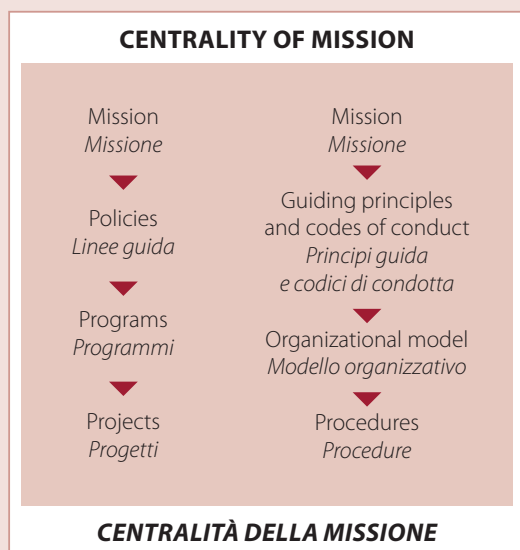 CENTRALITY OF MISSION
Mission
Missione
Policies
Linee guida
Programs
Programmi
Projects
Progetti
Mission
Missione
Guiding principles
and codes of conduct
Principi guida
e codici di condotta
Organizational model
Modello organizzativo
Procedures
Procedure
CENTRALITÀ DELLA MISSIONE